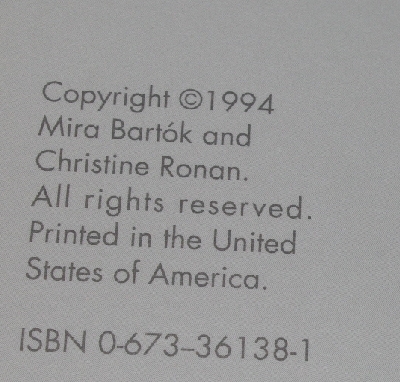 Copyright ©1994
Mira Bartók and
Christine Ronan.
All rights reserved.
Printed in the United
States of America.
ISBN 0-673–36138-1